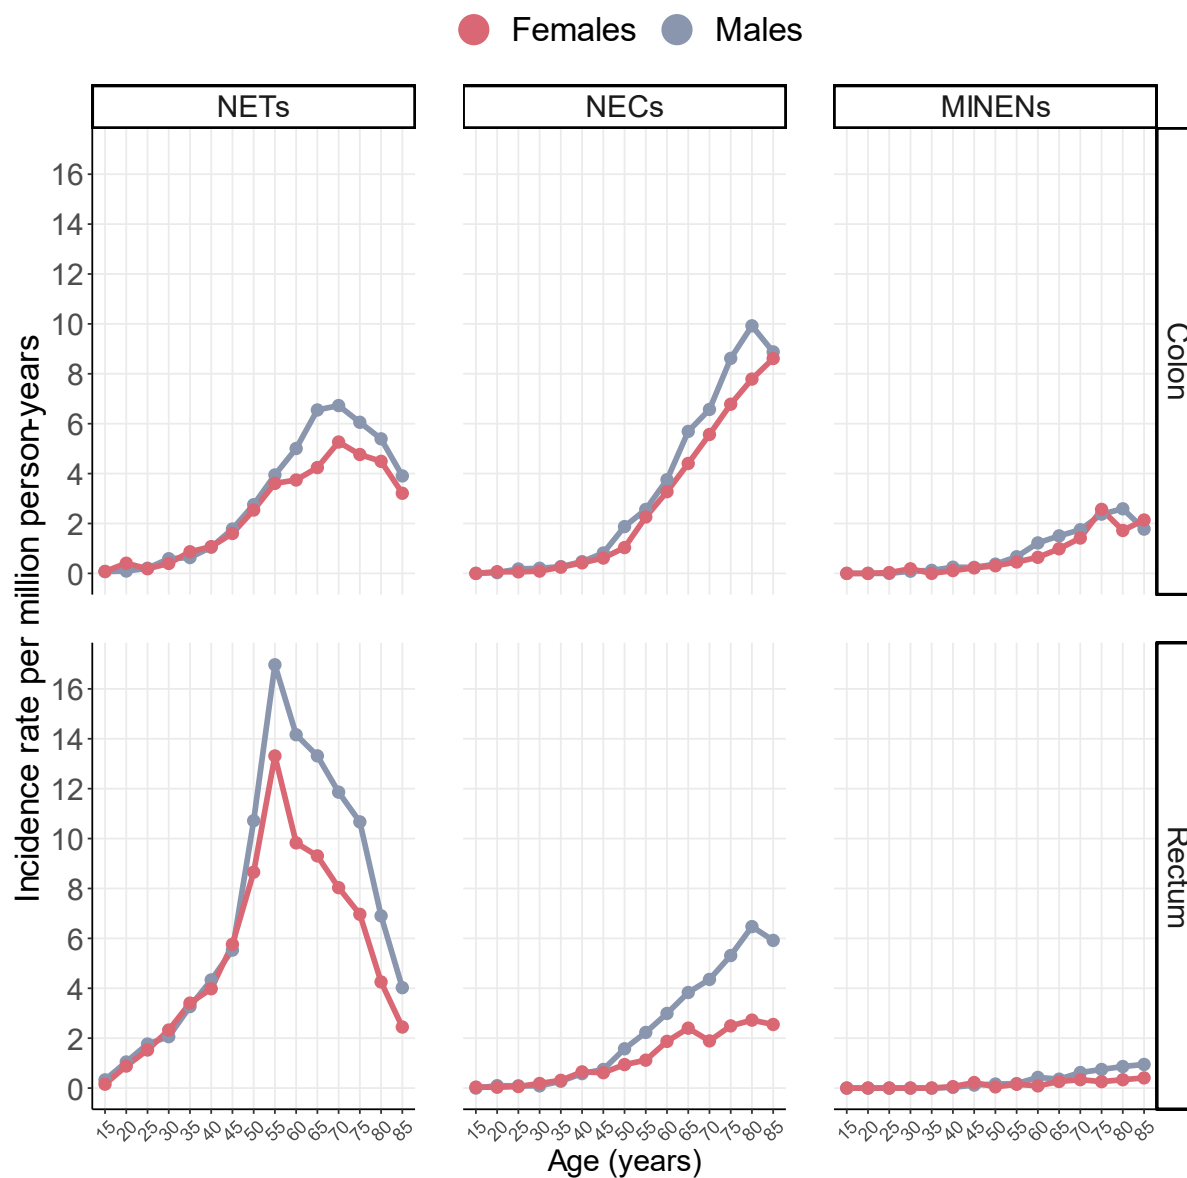 Females Males
NETs NECs MINENs
16
14
12
10
8
6
4
2
0
Colon
Incidence rate per million person-years
16
14
12
10
8
6
4
2
0
Rectum
15 20 25 30 35 40 45 50 55 60 65 70 75 80 85 15 20 25 30 35 40 45 50 55 60 65 70 75 80 85 15 20 25 30 35 40 45 50 55 60 65 70 75 80 85
Age (years)